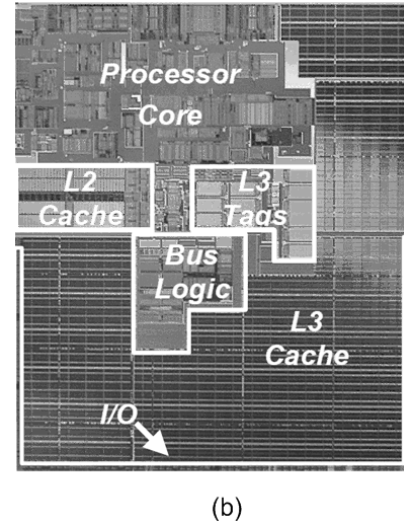 Processor
Core
L2
Cache
L3
Tags
Bus
Logic
L3
Cache
I/O
(b)